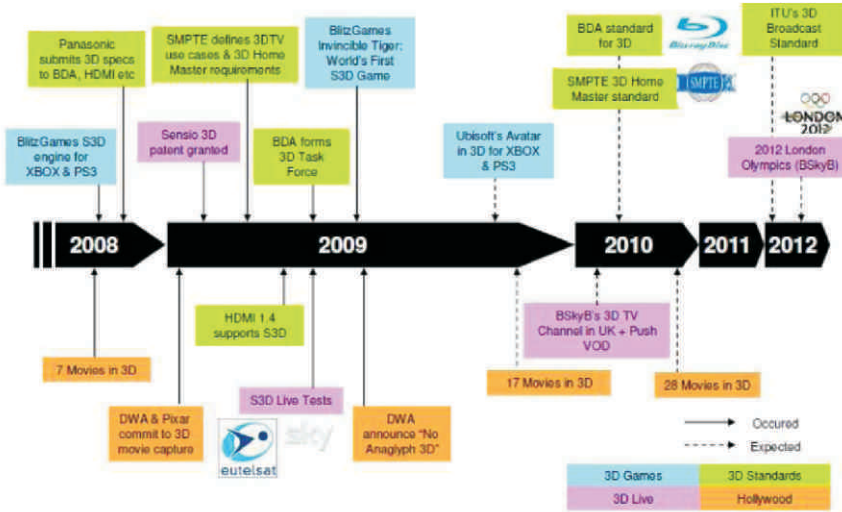 Panasonic
submits 3D specs
to BDA, HDMI etc
SMPTE defines 3DTV
use cases & 3D Home
Master requirements
BlitzGames
Invincible Tiger:
World's First
S3D Game
BDA standard
for 3D
Blu-ray Disc
ITU's 3D
Broadcast
Standard
SMPTE 3D Home
Master standard
SMPTE
LONDON
2012
BlitzGames S3D
engine for
XBOX & PS3
Sensio 3D
patent granted
BDA forms
3D Task
Force
Ubisoft's Avatar
in 3D for XBOX
& PS3
2012 London
Olympics (BSkyB)
2008
2009
2010
2011
2012
HDMI 1.4
supports S3D
BSkyB's 3D TV
Channel in UK + Push
VOD
7 Movies in 3D
17 Movies in 3D
28 Movies in 3D
S3D Live Tests
DWA & Pixar
commit to 3D
movie capture
eutelsat
sky
DWA
announce "No
Anaglyph 3D"
Occured
Expected
3D Games
3D Standards
3D Live
Hollywood